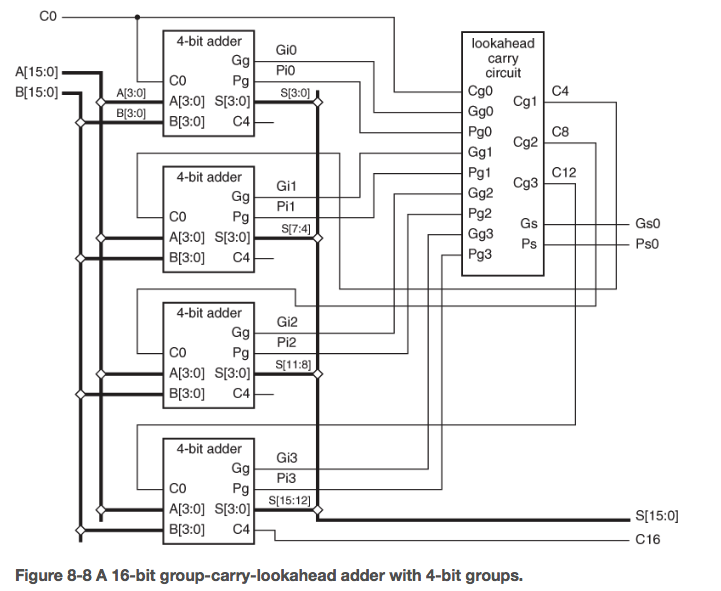 C0
A[15:0]
B[15:0]
4-bit adder
Gg
C0 Pg
A[3:0] S[3:0]
B[3:0] C4
A[3:0]
B[3:0]
Gi0
Pi0
S[3:0]
4-bit adder
Gg
C0 Pg
A[3:0] S[3:0]
B[3:0] C4
Gi1
Pi1
S[7:4]
4-bit adder
Gg
C0 Pg
A[3:0] S[3:0]
B[3:0] C4
Gi2
Pi2
S[11:8]
4-bit adder
Gg
C0 Pg
A[3:0] S[3:0]
B[3:0] C4
Gi3
Pi3
S[15:12]
lookahead
carry
circuit
Cg0
Gg0
Pg0
Gg1
Pg1
Gg2
Pg2
Gg3
Pg3
Cg1
Cg2
Cg3
Gs
Ps
C4
C8
C12
Gs0
Ps0
S[15:0]
C16
Figure 8-8 A 16-bit group-carry-lookahead adder with 4-bit groups.